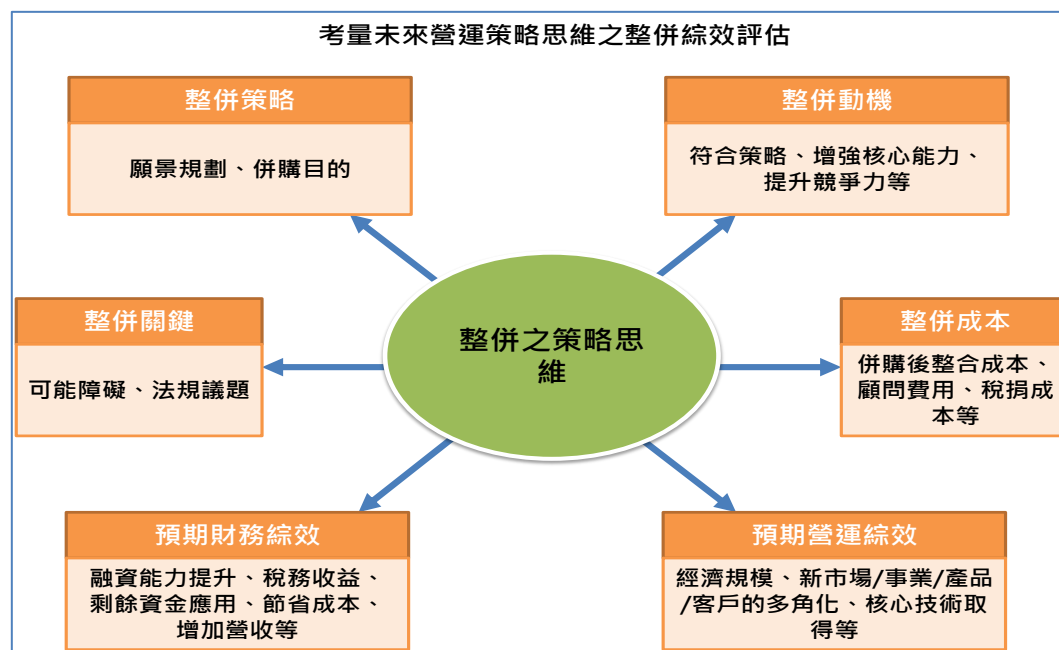 考量未來營運策略思維之整併綜效評估
整併策略
願景規劃、併購目的
整併動機
符合策略、增強核心能力、
提升競爭力等
整併關鍵
可能障礙、法規議題
整併之策略思
維
整併成本
併購後整合成本、
顧問費用、稅捐成
本等
預期財務綜效
融資能力提升、稅務收益、
剩餘資金應用、節省成本、
增加營收等
預期營運綜效
經濟規模、新市場/事業/產品
/客戶的多角化、核心技術取
得等